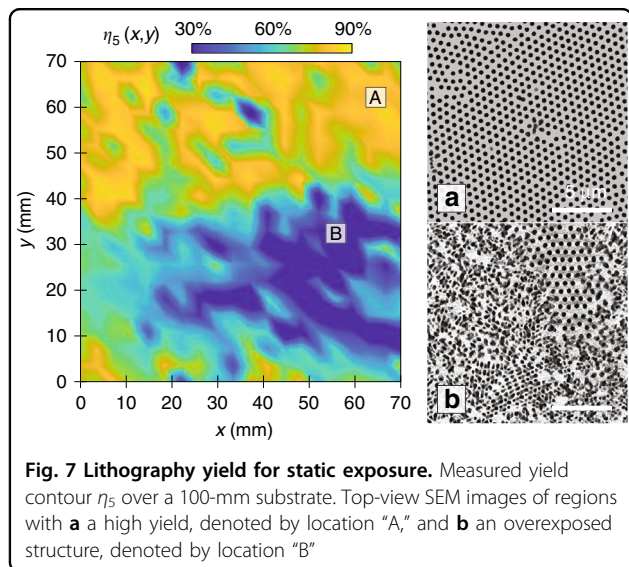 η5 (x,y) 30% 60% 90%
70
60
50
40
30
20
10
0
y (mm)
A
B
0 10 20 30 40 50 60 70
x (mm)
a
5 μm
b
Fig. 7 Lithography yield for static exposure. Measured yield
contour η5 over a 100-mm substrate. Top-view SEM images of regions
with a a high yield, denoted by location “A,” and b an overexposed
structure, denoted by location “B”